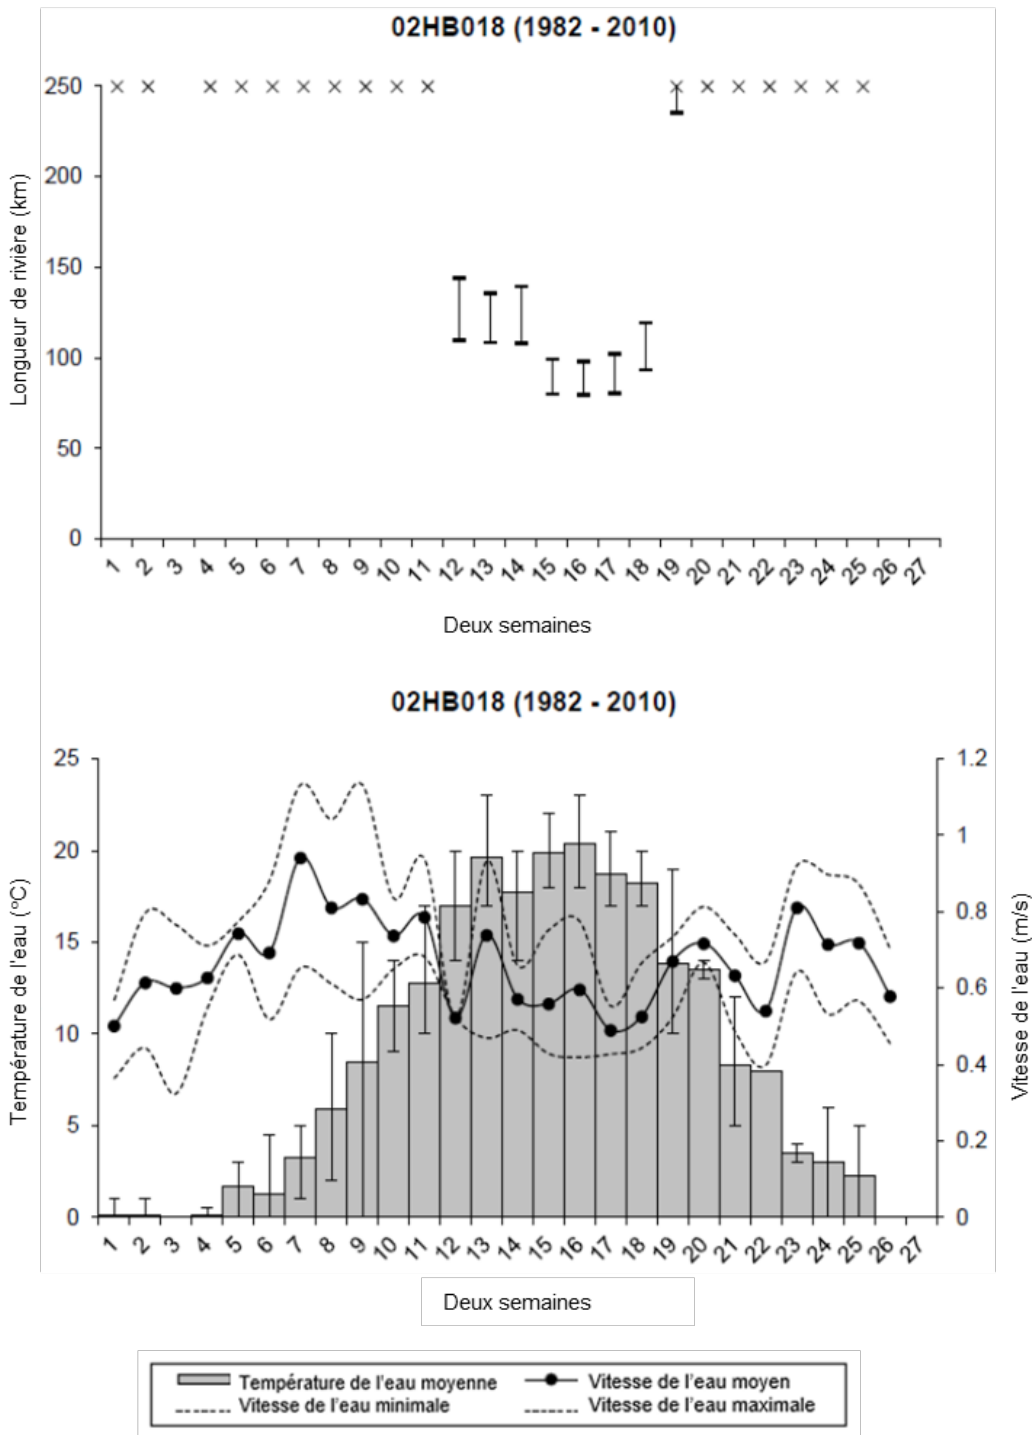 02HB018 (1982 - 2010)
Longueur de rivière (km)
250
200
150
100
50
0
1 2 3 4 5 6 7 8 9 10 11 12 13 14 15 16 17 18 19 20 21 22 23 24 25 26 27
Deux semaines
02HB018 (1982 - 2010)
Température de l'eau (°C)
25
20
15
10
5
0
1.2
1
0.8
0.6
0.4
0.2
0
Vitesse de l'eau (m/s)
1 2 3 4 5 6 7 8 9 10 11 12 13 14 15 16 17 18 19 20 21 22 23 24 25 26 27
Deux semaines
Température de l'eau moyenne
Vitesse de l'eau moyen
Vitesse de l'eau minimale
Vitesse de l'eau maximale